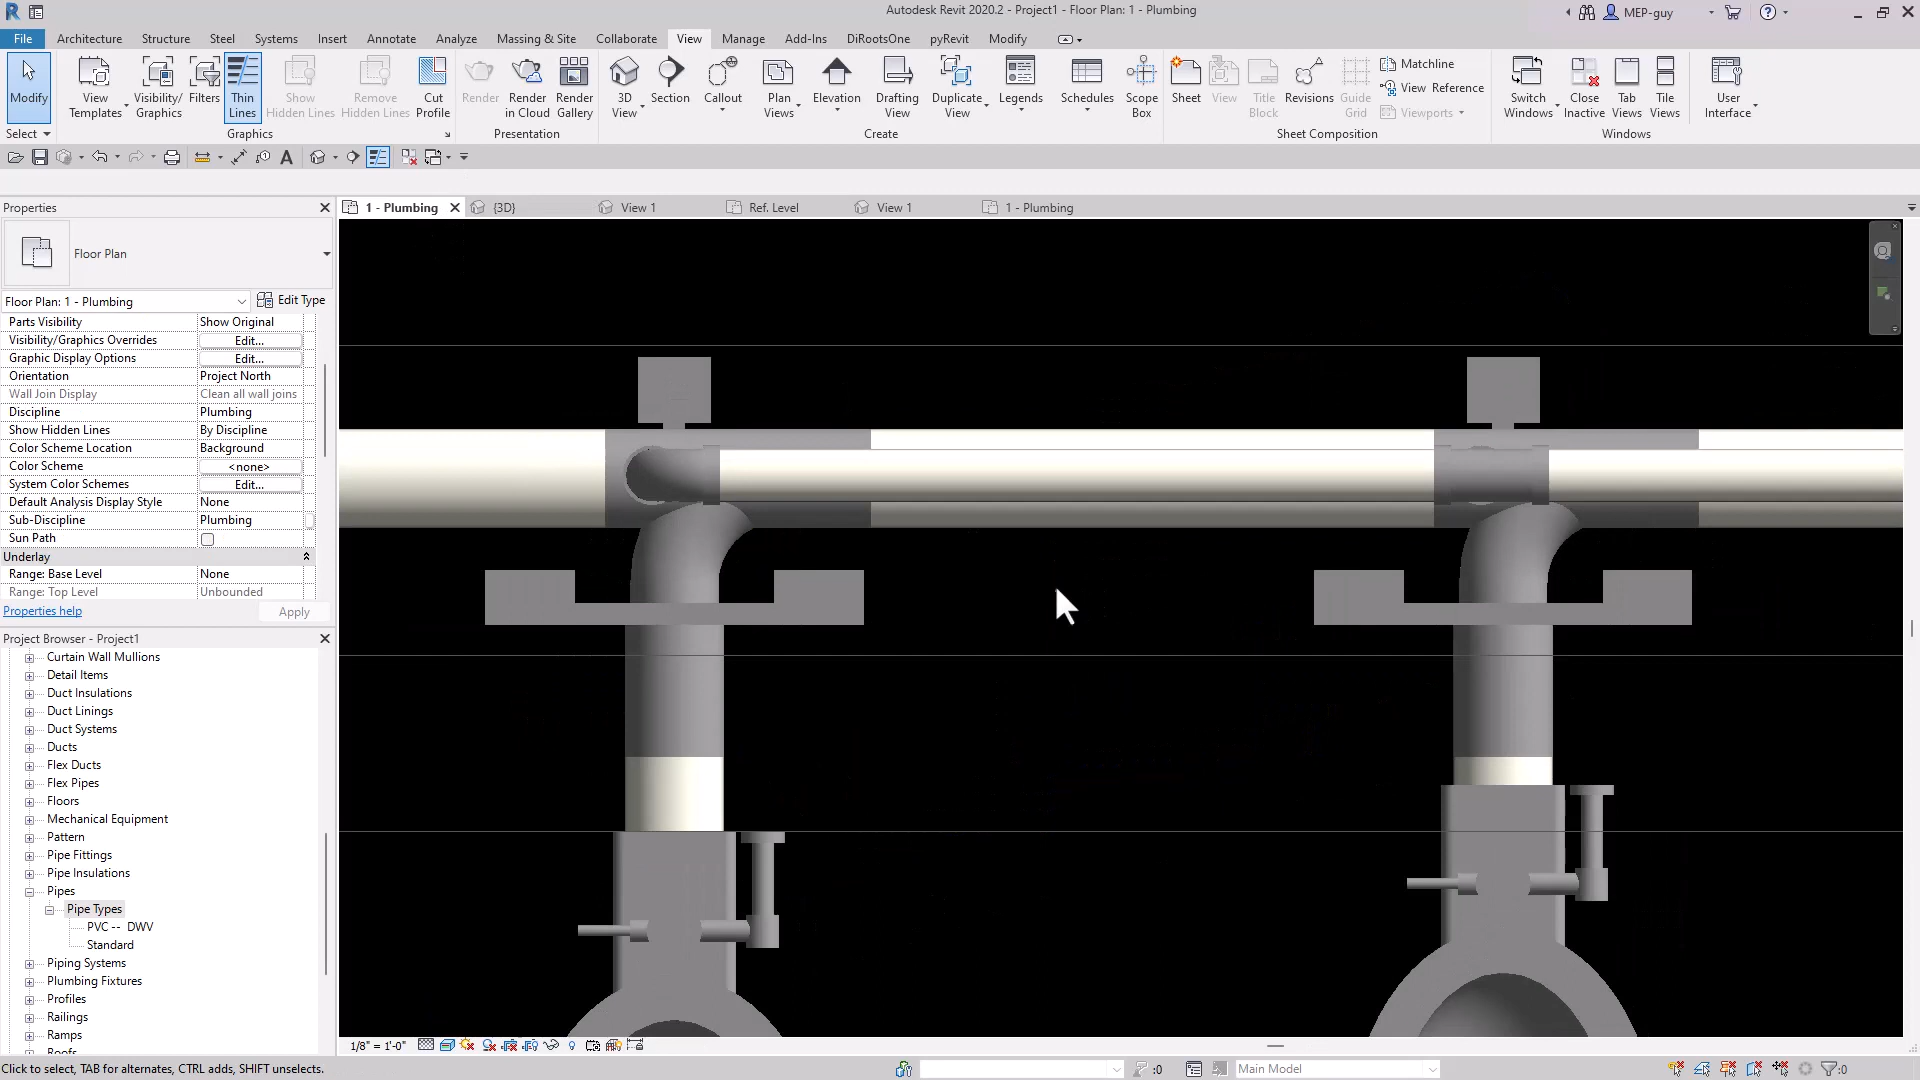 Autodesk Revit 2020.2 - Project1 - Floor Plan: 1 - Plumbing
MEP-guy
File Architecture Structure Steel Systems Insert Annotate Analyze Massing & Site Collaborate View Manage Add-Ins DiRootsOne pyRevit Modify
Modify
View Templates
Visibility/ Graphics
Filters
Thin Lines
Show Hidden Lines
Remove Hidden Lines
Cut Profile
Render
Render in Cloud
Render Gallery
3D View
Section
Callout
Plan Views
Elevation
Drafting View
Duplicate View
Legends
Schedules
Scope Box
Sheet
View
Title Block
Revisions
Guide Grid
Matchline
View Reference
Viewports
Switch Windows
Close Inactive
Tab Views
Tile Views
User Interface
Select Graphics Presentation Create Sheet Composition Windows
Properties
1 - Plumbing {3D} View 1 Ref. Level View 1 1 - Plumbing
Floor Plan
Floor Plan: 1 - Plumbing Edit Type
Parts Visibility Show Original
Visibility/Graphics Overrides Edit...
Graphic Display Options Edit...
Orientation Project North
Wall Join Display Clean all wall joins
Discipline Plumbing
Show Hidden Lines By Discipline
Color Scheme Location Background
Color Scheme <none>
System Color Schemes Edit...
Default Analysis Display Style None
Sub-Discipline Plumbing
Sun Path
Underlay
Range: Base Level None
Range: Top Level Unbounded
Properties help Apply
Project Browser - Project1
Curtain Wall Mullions
Detail Items
Duct Insulations
Duct Linings
Duct Systems
Ducts
Flex Ducts
Flex Pipes
Floors
Mechanical Equipment
Pattern
Pipe Fittings
Pipe Insulations
Pipes
Pipe Types
PVC -- DWV
Standard
Piping Systems
Plumbing Fixtures
Profiles
Railings
Ramps
Roofs
1/8" = 1'-0"
Click to select, TAB for alternates, CTRL adds, SHIFT unselects.
:0
Main Model
:0